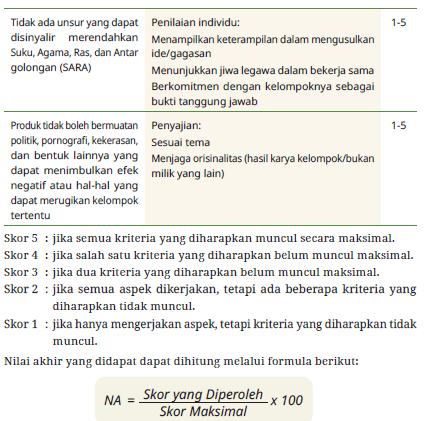 Tidak ada unsur yang dapat
disinyalir merendahkan
Suku, Agama, Ras, dan Antar
golongan (SARA)
Penilaian individu:
Menampilkan keterampilan dalam mengusulkan
ide/gagasan
Menunjukkan jiwa legawa dalam bekerja sama
Berkomitmen dengan kelompoknya sebagai
bukti tanggung jawab
1-5
Produk tidak boleh bermuatan
politik, pornografi, kekerasan,
dan bentuk lainnya yang
dapat menimbulkan efek
negatif atau hal-hal yang
dapat merugikan kelompok
tertentu
Penyajian:
Sesuai tema
Menjaga orisinalitas (hasil karya kelompok/bukan
milik yang lain)
1-5
Skor 5 : jika semua kriteria yang diharapkan muncul secara maksimal.
Skor 4 : jika salah satu kriteria yang diharapkan belum muncul maksimal.
Skor 3 : jika dua kriteria yang diharapkan belum muncul maksimal.
Skor 2 : jika semua aspek dikerjakan, tetapi ada beberapa kriteria yang
diharapkan tidak muncul.
Skor 1 : jika hanya mengerjakan aspek, tetapi kriteria yang diharapkan tidak
muncul.
Nilai akhir yang didapat dapat dihitung melalui formula berikut:
NA = Skor yang Diperoleh / Skor Maksimal x 100